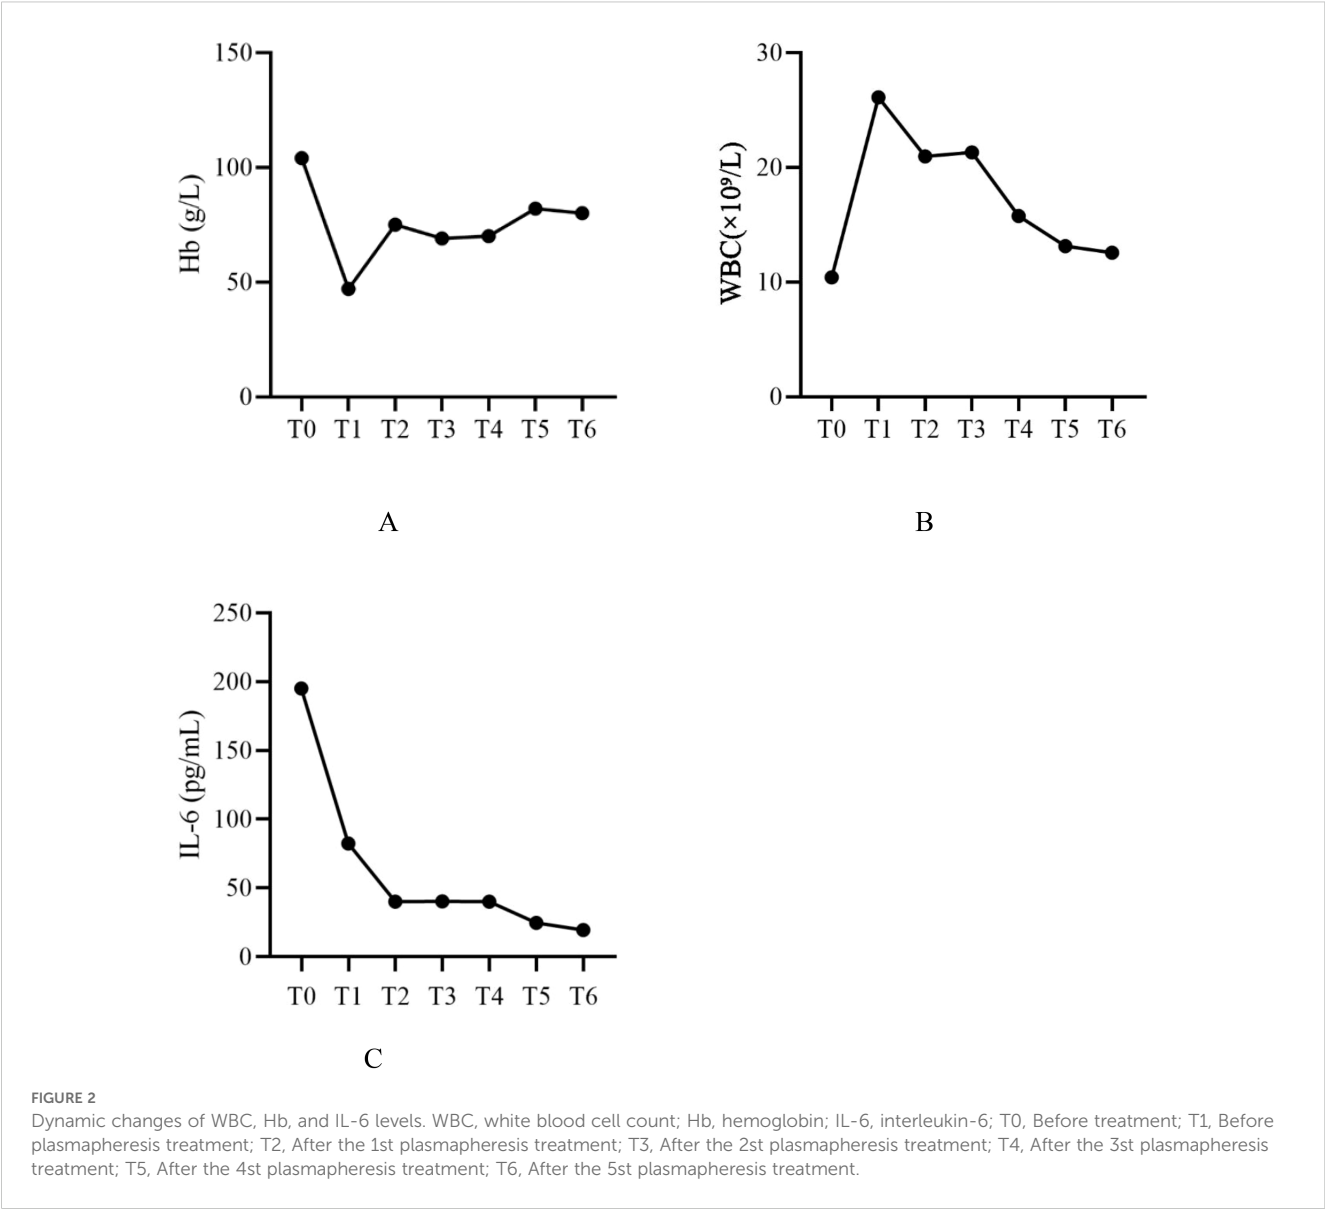 150
100
50
0
Hb (g/L)
T0 T1 T2 T3 T4 T5 T6
A
30
20
10
0
WBC(×10⁹/L)
T0 T1 T2 T3 T4 T5 T6
B
250
200
150
100
50
0
IL-6 (pg/mL)
T0 T1 T2 T3 T4 T5 T6
C
FIGURE 2
Dynamic changes of WBC, Hb, and IL-6 levels. WBC, white blood cell count; Hb, hemoglobin; IL-6, interleukin-6; T0, Before treatment; T1, Before
plasmapheresis treatment; T2, After the 1st plasmapheresis treatment; T3, After the 2st plasmapheresis treatment; T4, After the 3st plasmapheresis
treatment; T5, After the 4st plasmapheresis treatment; T6, After the 5st plasmapheresis treatment.